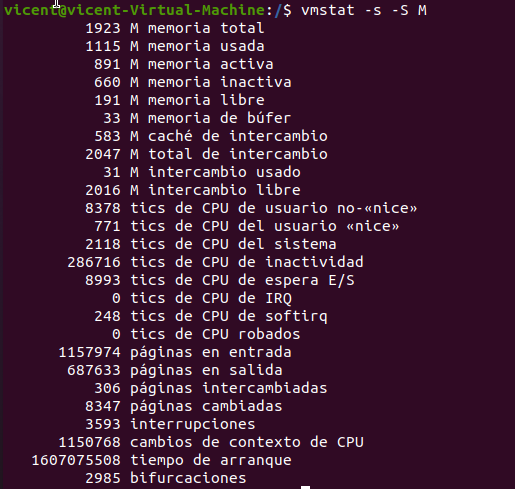 vicent@vicent-Virtual-Machine:/$ vmstat -s -S M
1923 M memoria total
1115 M memoria usada
891 M memoria activa
660 M memoria inactiva
191 M memoria libre
33 M memoria de búfer
583 M caché de intercambio
2047 M total de intercambio
31 M intercambio usado
2016 M intercambio libre
8378 tics de CPU de usuario no-«nice»
771 tics de CPU del usuario «nice»
2118 tics de CPU del sistema
286716 tics de CPU de inactividad
8993 tics de CPU de espera E/S
0 tics de CPU de IRQ
248 tics de CPU de softirq
0 tics de CPU robados
1157974 páginas en entrada
687633 páginas en salida
306 páginas intercambiadas
8347 páginas cambiadas
3593 interrupciones
1150768 cambios de contexto de CPU
1607075508 tiempo de arranque
2985 bifurcaciones